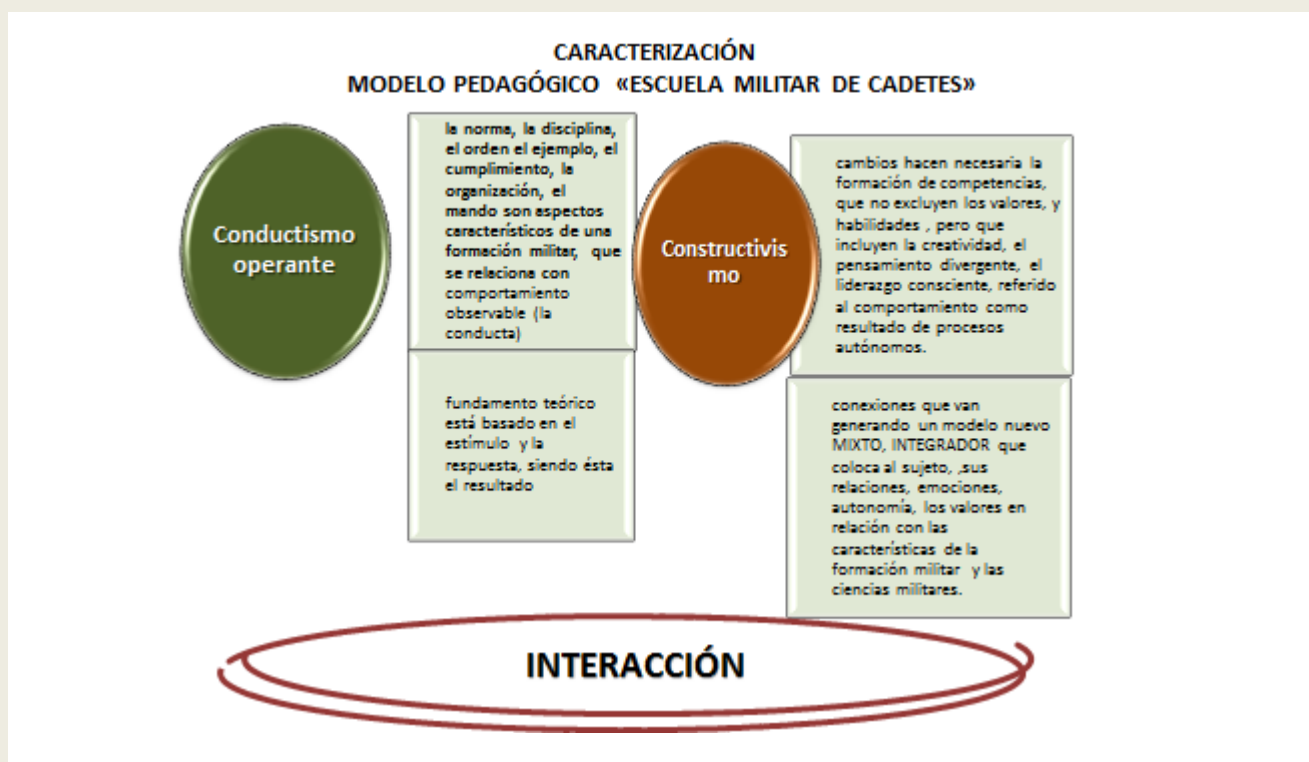 CARACTERIZACIÓN
MODELO PEDAGÓGICO «ESCUELA MILITAR DE CADETES»
Conductismo
operante
la norma, la disciplina,
el orden el ejemplo, el
cumplimiento, la
organización, el
mando son aspectos
característicos de una
formación militar, que
se relaciona con
comportamiento
observable (la
conducta)
fundamento teórico
está basado en el
estímulo y la
respuesta, siendo ésta
el resultado
Constructivis
mo
cambios hacen necesaria la
formación de competencias,
que no excluyen los valores, y
habilidades , pero que
incluyen la creatividad, el
pensamiento divergente, el
liderazgo consciente, referido
al comportamiento como
resultado de procesos
autónomos.
conexiones que van
generando un modelo nuevo
MIXTO, INTEGRADOR que
coloca al sujeto, ,sus
relaciones, emociones,
autonomía, los valores en
relación con las
características de la
formación militar y las
ciencias militares.
INTERACCIÓN